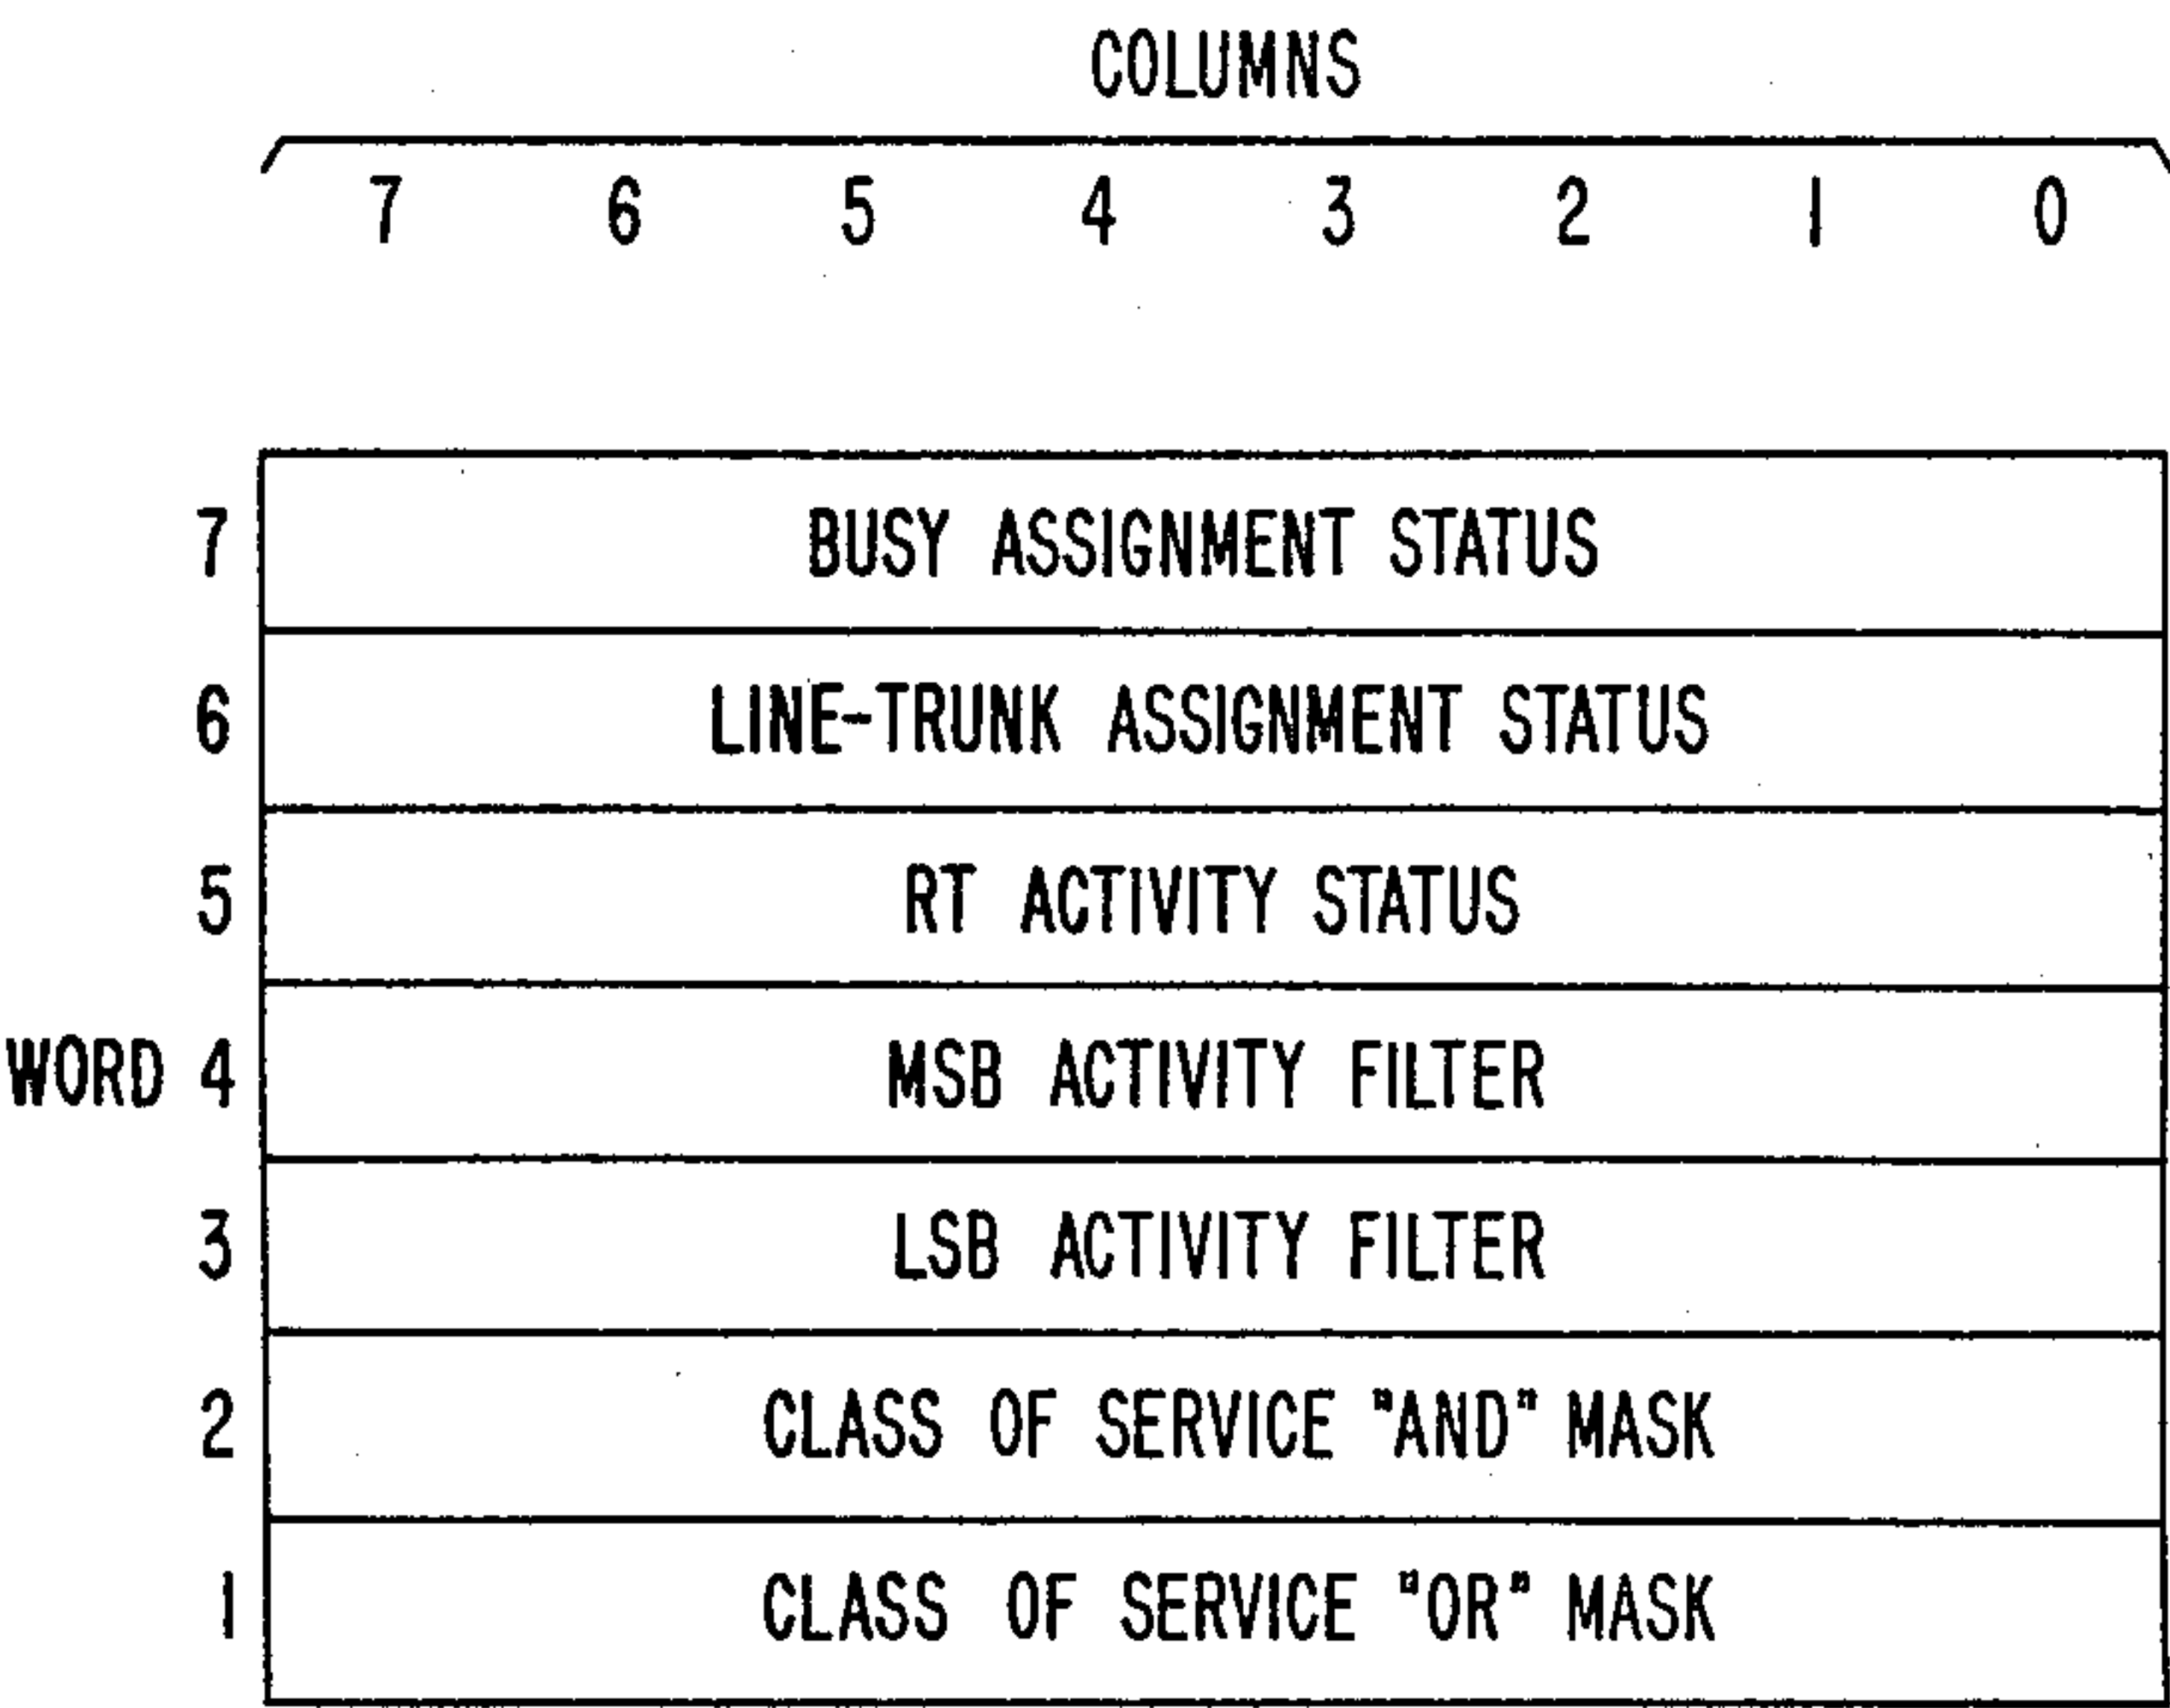 COLUMNS
7 6 5 4 3 2 1 0
7 BUSY ASSIGNMENT STATUS
6 LINE-TRUNK ASSIGNMENT STATUS
5 RT ACTIVITY STATUS
WORD 4 MSB ACTIVITY FILTER
3 LSB ACTIVITY FILTER
2 CLASS OF SERVICE "AND" MASK
1 CLASS OF SERVICE "OR" MASK